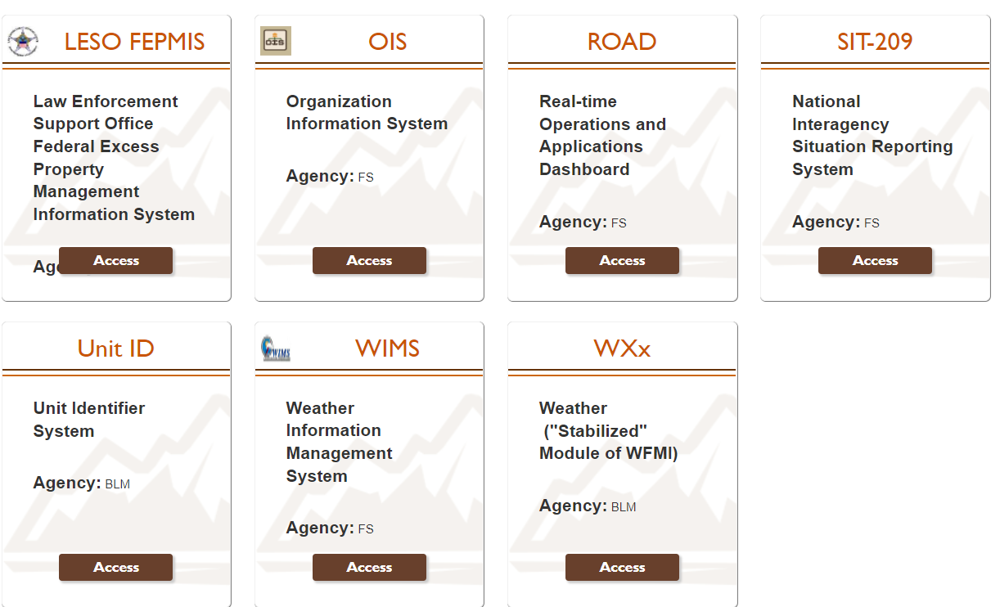 LESO FEPMIS
Law Enforcement
Support Office
Federal Excess
Property
Management
Information System
Access
OIS
OIS
Organization
Information System
Agency: FS
Access
ROAD
Real-time
Operations and
Applications
Dashboard
Agency: FS
Access
SIT-209
National
Interagency
Situation Reporting
System
Agency: FS
Access
Unit ID
Unit Identifier
System
Agency: BLM
Access
WIMS
WIMS
Weather
Information
Management
System
Agency: FS
Access
WXx
Weather
("Stabilized"
Module of WFMI)
Agency: BLM
Access